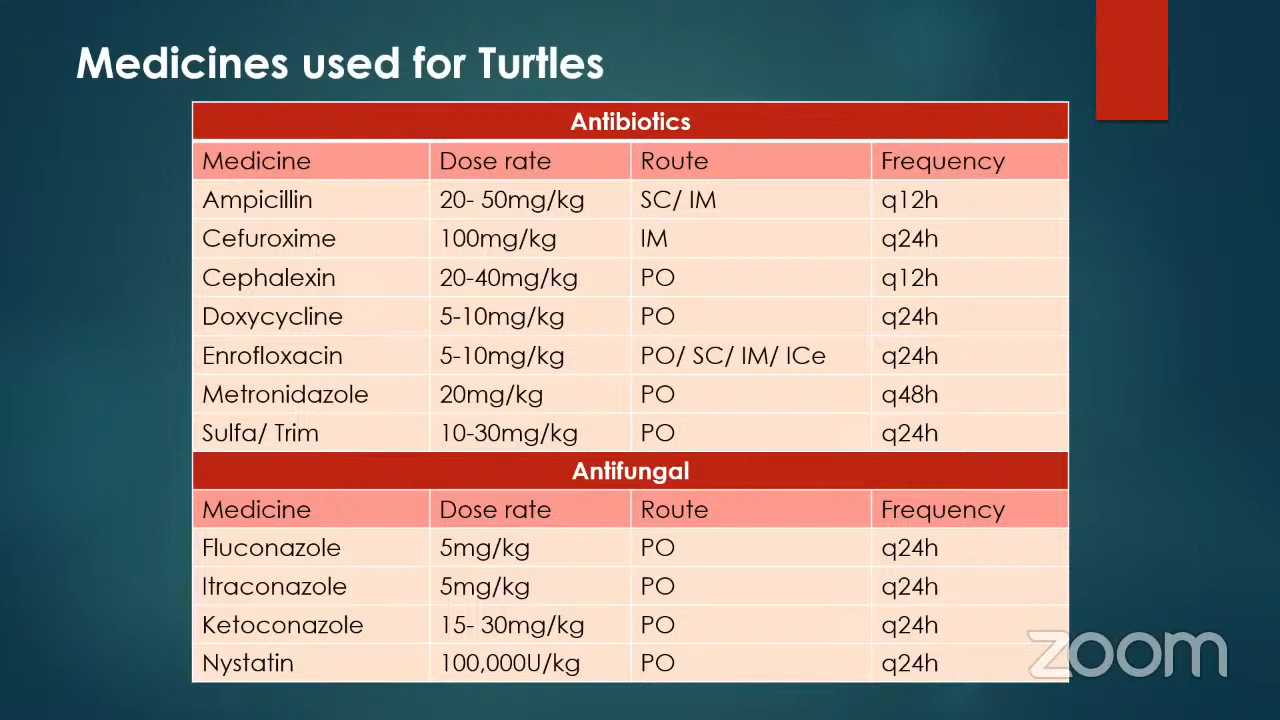 Medicines used for Turtles
Antibiotics
Medicine Dose rate Route Frequency
Ampicillin 20- 50mg/kg SC/ IM q12h
Cefuroxime 100mg/kg IM q24h
Cephalexin 20-40mg/kg PO q12h
Doxycycline 5-10mg/kg PO q24h
Enrofloxacin 5-10mg/kg PO/ SC/ IM/ ICe q24h
Metronidazole 20mg/kg PO q48h
Sulfa/ Trim 10-30mg/kg PO q24h
Antifungal
Medicine Dose rate Route Frequency
Fluconazole 5mg/kg PO q24h
Itraconazole 5mg/kg PO q24h
Ketoconazole 15- 30mg/kg PO q24h
Nystatin 100,000U/kg PO q24h
zoom